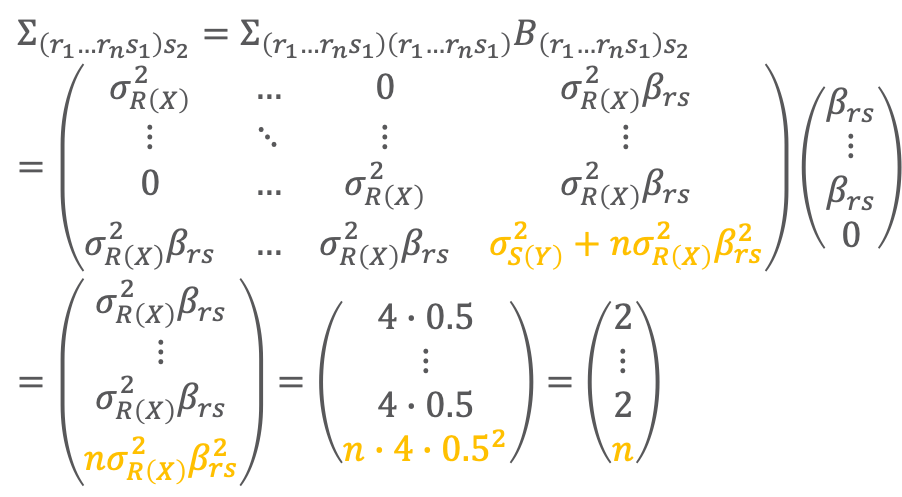 Σ_{(r_1…r_n s_1)s_2} = Σ_{(r_1…r_n s_1)(r_1…r_n s_1)} B_{(r_1…r_n s_1)s_2}
= ( σ²_{R(X)} … 0 σ²_{R(X)}β_{rs} ) ( β_{rs} )
⋮ ⋱ ⋮ ⋮ ⋮
0 … σ²_{R(X)} σ²_{R(X)}β_{rs} β_{rs}
σ²_{R(X)}β_{rs} … σ²_{R(X)}β_{rs} σ²_{S(Y)} + nσ²_{R(X)}β²_{rs} 0
= ( σ²_{R(X)}β_{rs} ) = ( 4 · 0.5 ) = ( 2 )
⋮ ⋮ ⋮
σ²_{R(X)}β_{rs} 4 · 0.5 2
nσ²_{R(X)}β²_{rs} n · 4 · 0.5² n